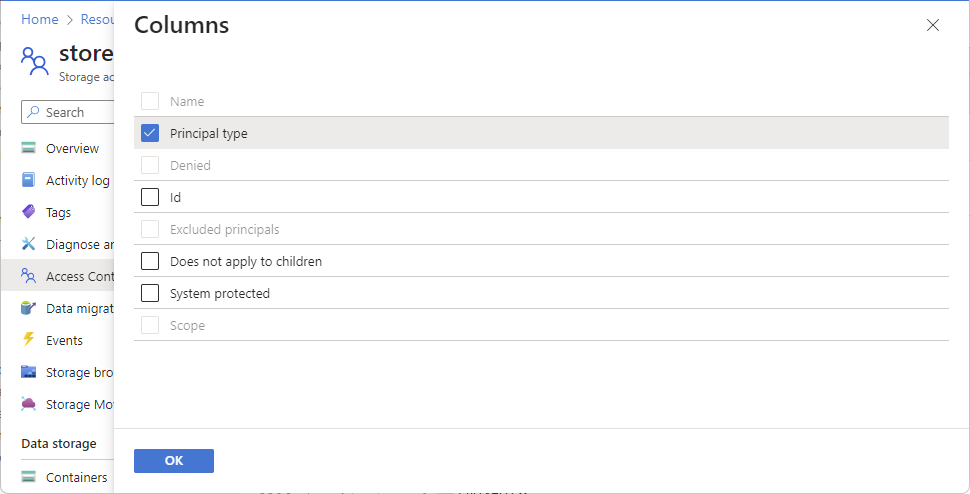 Home > Resou
store
Storage ac
Search
Overview
Activity log
Tags
Diagnose an
Access Cont
Data migrat
Events
Storage bro
Storage Mo
Data storage
Containers
Columns
Name
Principal type
Denied
Id
Excluded principals
Does not apply to children
System protected
Scope
OK